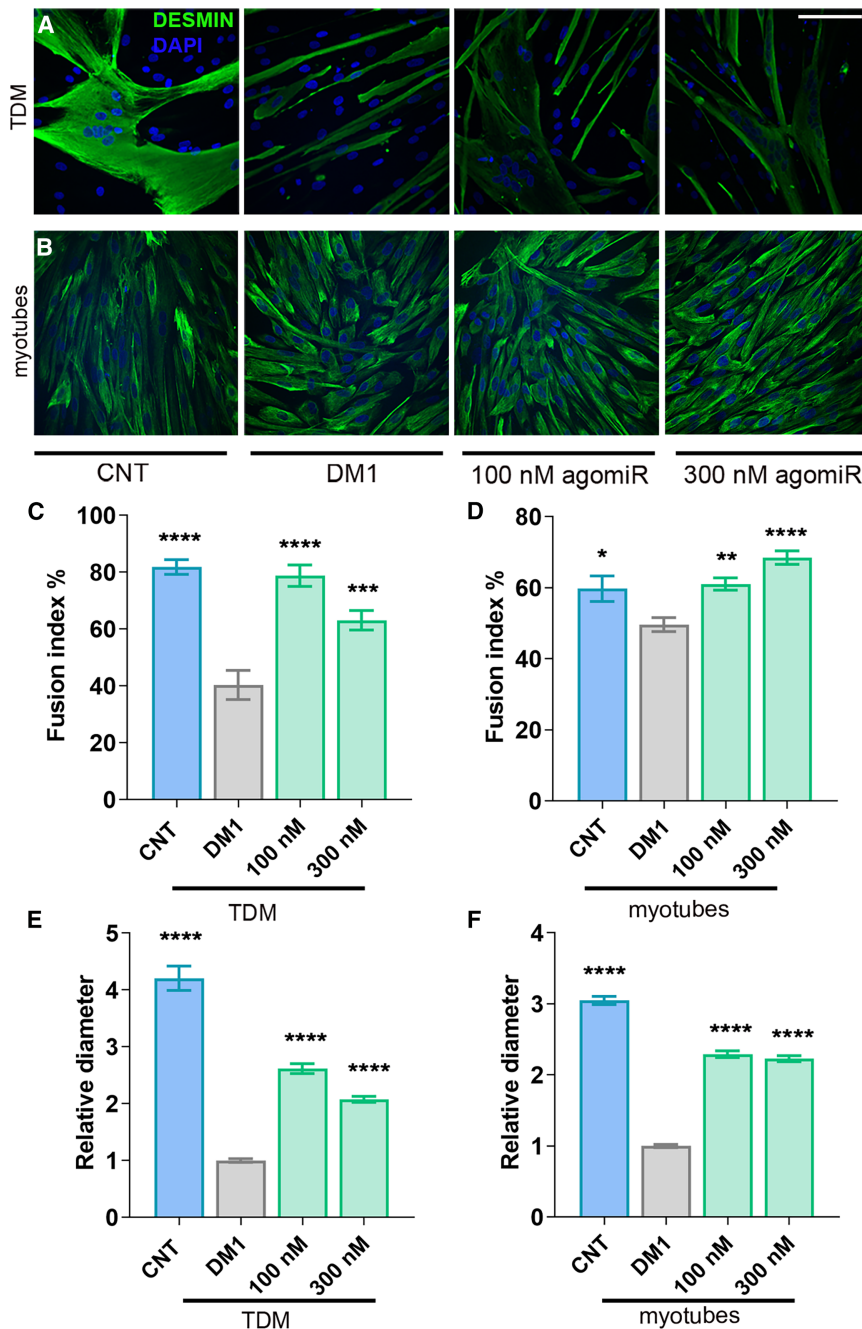 A
DESMIN
DAPI
TDM
B
myotubes
CNT
DM1
100 nM agomiR
300 nM agomiR
C
Fusion index %
100
80
60
40
20
0
****
****
***
CNT
DM1
100 nM
300 nM
TDM
D
Fusion index %
80
60
40
20
0
*
**
****
CNT
DM1
100 nM
300 nM
myotubes
E
Relative diameter
5
4
3
2
1
0
****
****
****
CNT
DM1
100 nM
300 nM
TDM
F
Relative diameter
4
3
2
1
0
****
****
****
CNT
DM1
100 nM
300 nM
myotubes